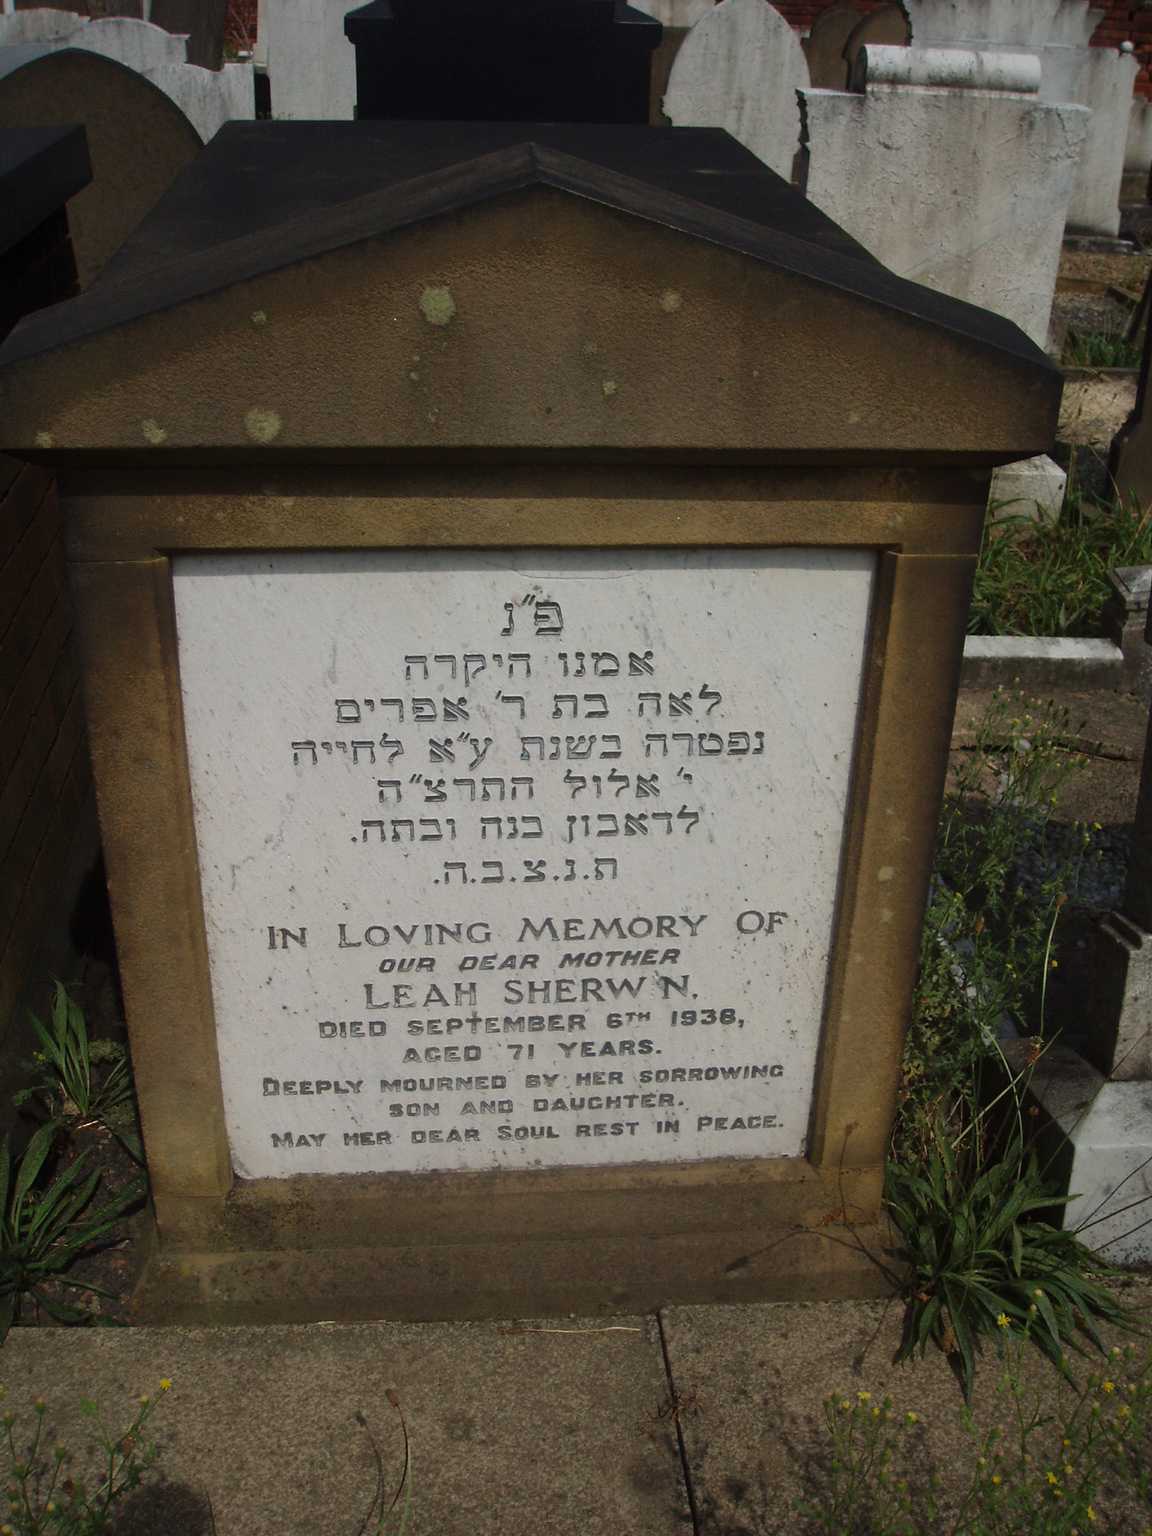 פ״נ
אמנו היקרה
לאה בת ר׳ אפרים
נפטרה בשנת ע״א לחייה
י׳ אלול התרצ״ה
לדאבון בנה ובתה.
ת.נ.צ.ב.ה.
IN LOVING MEMORY OF
OUR DEAR MOTHER
LEAH SHERWIN.
DIED SEPTEMBER 6TH 1938,
AGED 71 YEARS.
DEEPLY MOURNED BY HER SORROWING
SON AND DAUGHTER.
MAY HER DEAR SOUL REST IN PEACE.